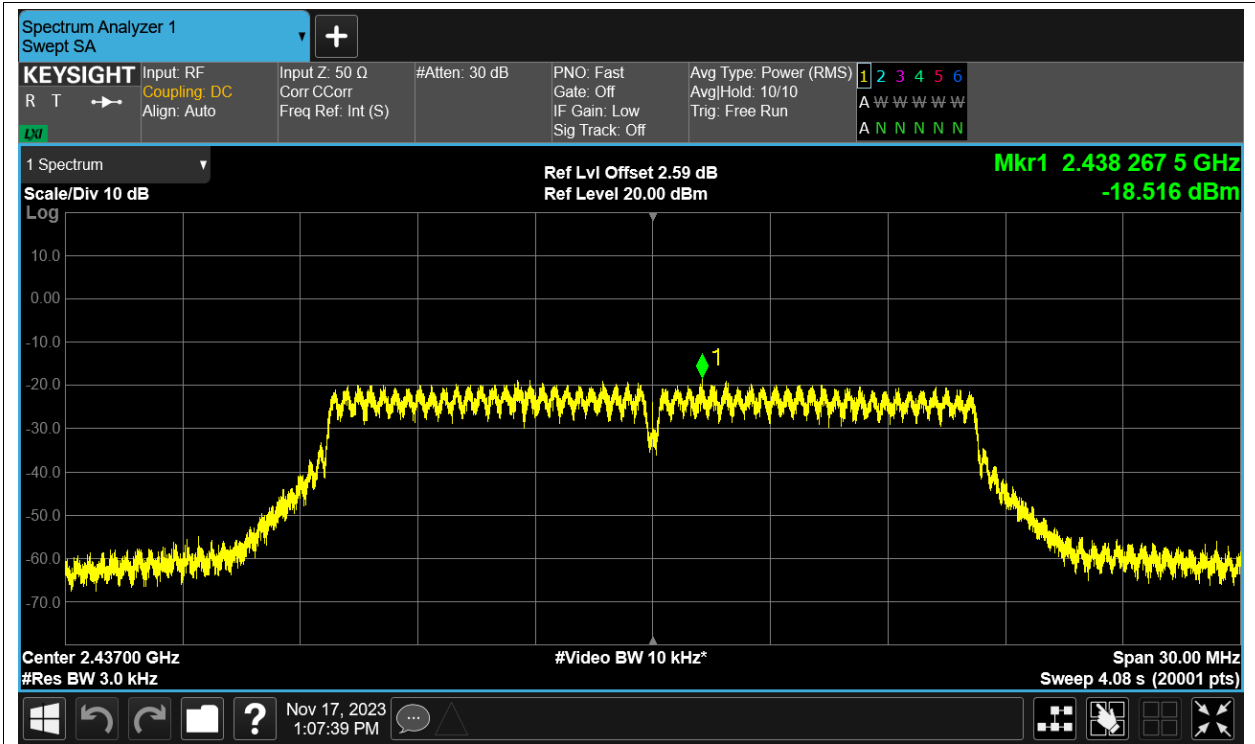 Spectrum Analyzer 1
Swept SA
KEYSIGHT
R T
LXI
Input: RF
Coupling: DC
Align: Auto
Input Z: 50 Ω
Corr CCorr
Freq Ref: Int (S)
#Atten: 30 dB
PNO: Fast
Gate: Off
IF Gain: Low
Sig Track: Off
Avg Type: Power (RMS)
Avg|Hold: 10/10
Trig: Free Run
1 2 3 4 5 6
A W W W W W
A N N N N N
1 Spectrum
Scale/Div 10 dB
Ref Lvl Offset 2.59 dB
Ref Level 20.00 dBm
Mkr1 2.438 267 5 GHz
-18.516 dBm
Log
10.0
0.00
-10.0
-20.0
-30.0
-40.0
-50.0
-60.0
-70.0
1
Center 2.43700 GHz
#Res BW 3.0 kHz
#Video BW 10 kHz*
Span 30.00 MHz
Sweep 4.08 s (20001 pts)
?
Nov 17, 2023
1:07:39 PM